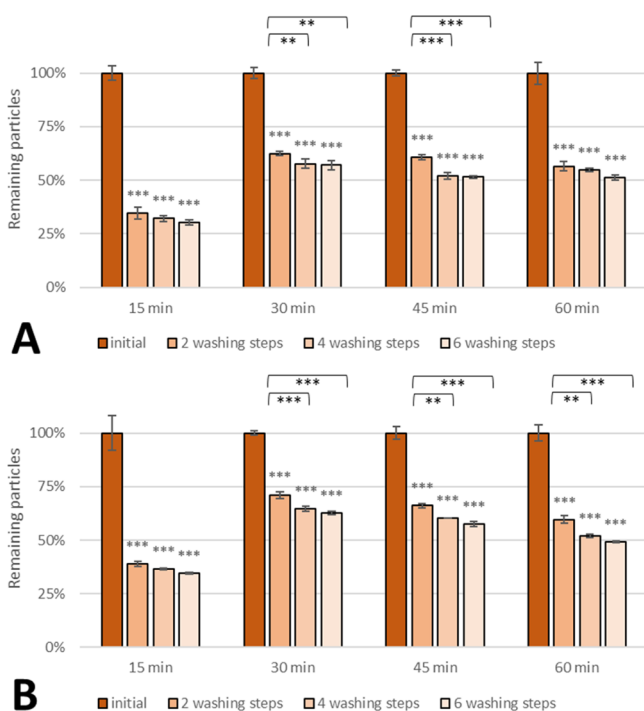 ** ***
** ***
100%
75%
*** *** *** ***
*** *** *** *** *** ***
50%
*** *** ***
25%
0%
Remaining particles
15 min 30 min 45 min 60 min
A
initial 2 washing steps 4 washing steps 6 washing steps
*** *** ***
*** ** **
100%
75%
*** *** ***
*** *** *** *** *** ***
50%
*** *** ***
25%
0%
Remaining particles
15 min 30 min 45 min 60 min
B
initial 2 washing steps 4 washing steps 6 washing steps